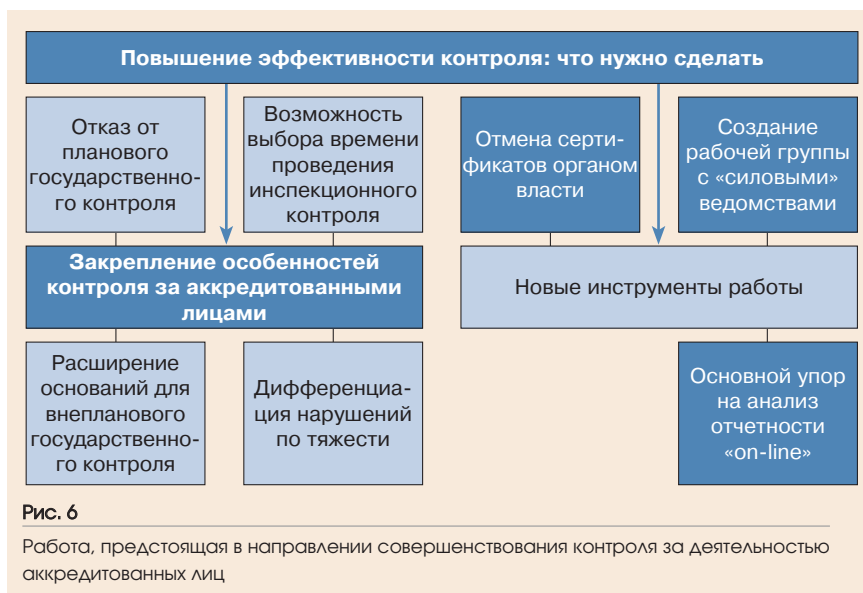 Повышение эффективности контроля: что нужно сделать
Отказ от
планового
государственно-
го контроля
Возможность
выбора времени
проведения
инспекционного
контроля
Отмена серти-
фикатов органом
власти
Создание
рабочей группы
с «силовыми»
ведомствами
Закрепление особенностей
контроля за аккредитованными
лицами
Новые инструменты работы
Расширение
оснований для
внепланового
государственно-
го контроля
Дифференциа-
ация нарушений
по тяжести
Основной упор
на анализ
отчетности
«on-line»
Рис. 6
Работа, предстоящая в направлении совершенствования контроля за деятельностью
аккредитованных лиц